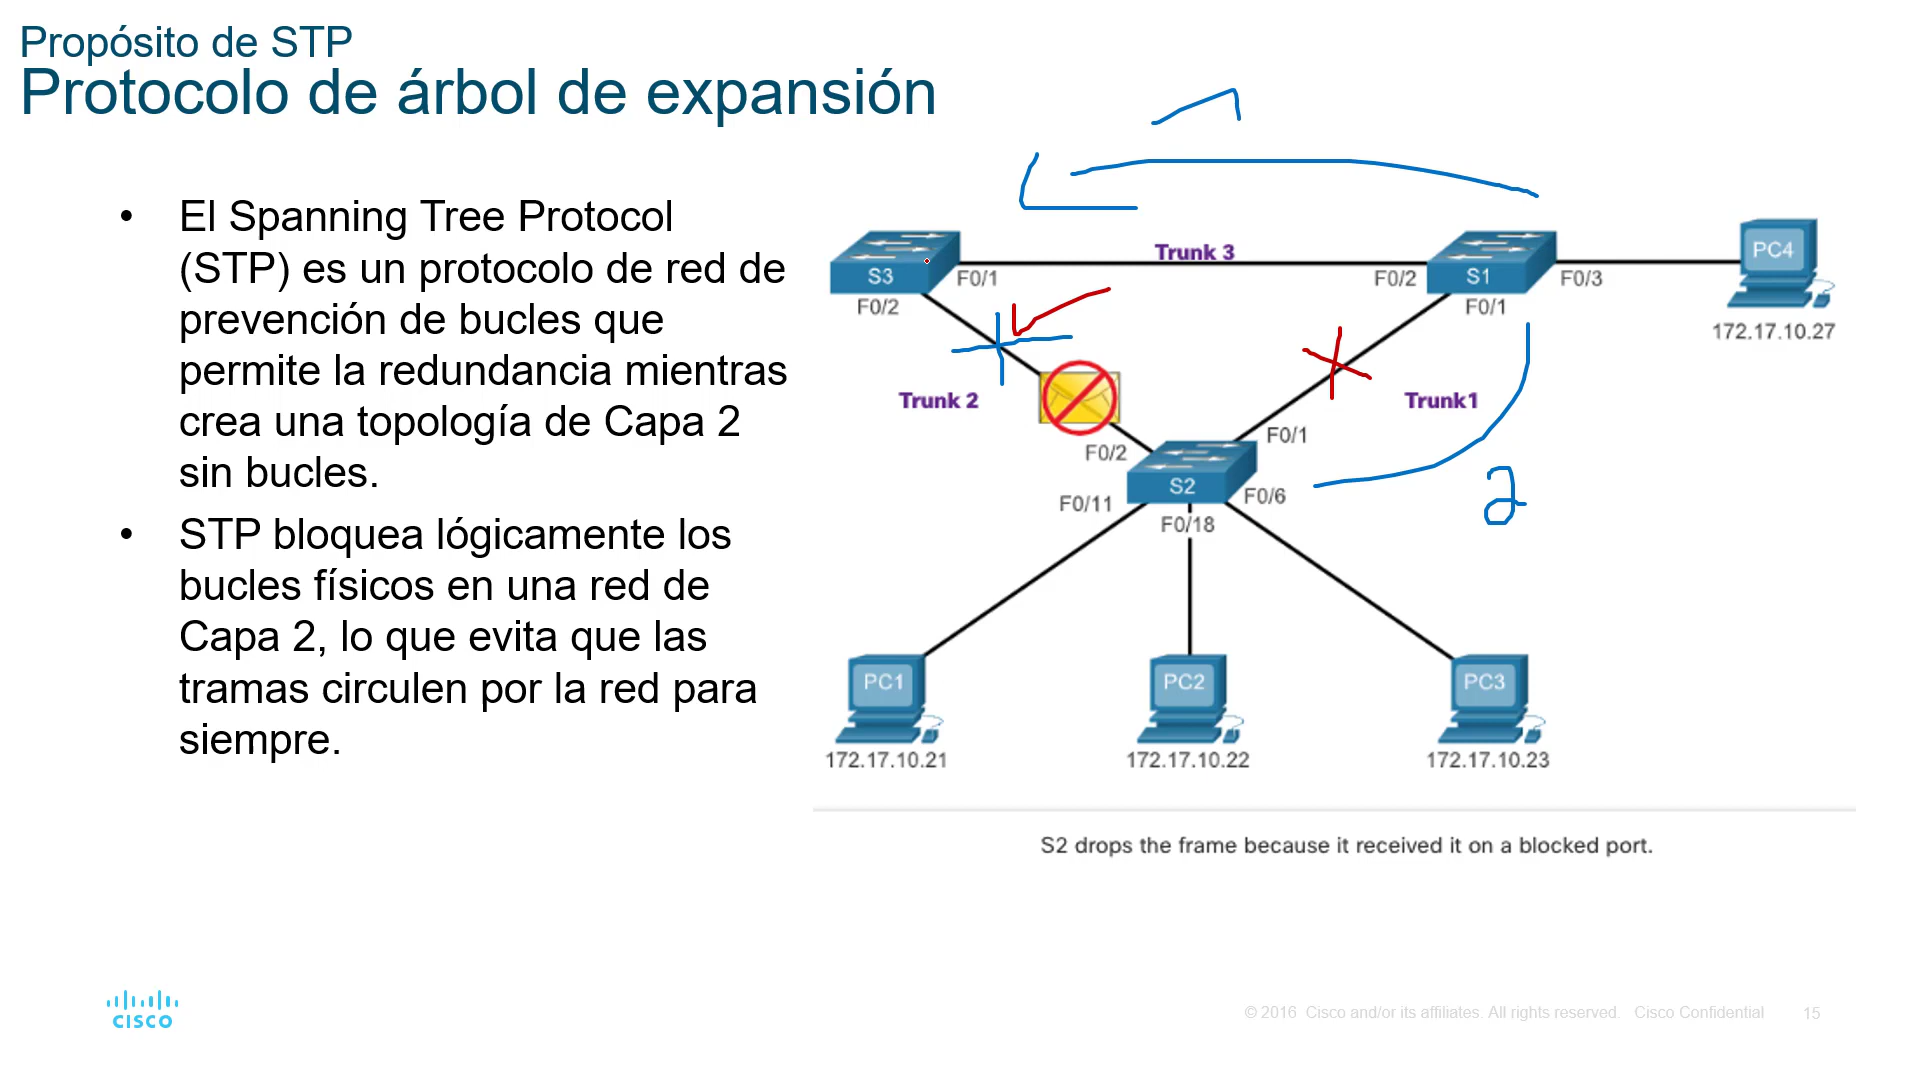 Propósito de STP
Protocolo de árbol de expansión
• El Spanning Tree Protocol
(STP) es un protocolo de red de
prevención de bucles que
permite la redundancia mientras
crea una topología de Capa 2
sin bucles.
• STP bloquea lógicamente los
bucles físicos en una red de
Capa 2, lo que evita que las
tramas circulen por la red para
siempre.
Trunk 3
S3
F0/1
F0/2
S1
F0/3
PC4
F0/2
F0/1
172.17.10.27
Trunk 2
Trunk1
F0/2
F0/1
S2
F0/11
F0/6
F0/18
2
PC1
PC2
PC3
172.17.10.21
172.17.10.22
172.17.10.23
S2 drops the frame because it received it on a blocked port.
CISCO
© 2016 Cisco and/or its affiliates. All rights reserved. Cisco Confidential
15